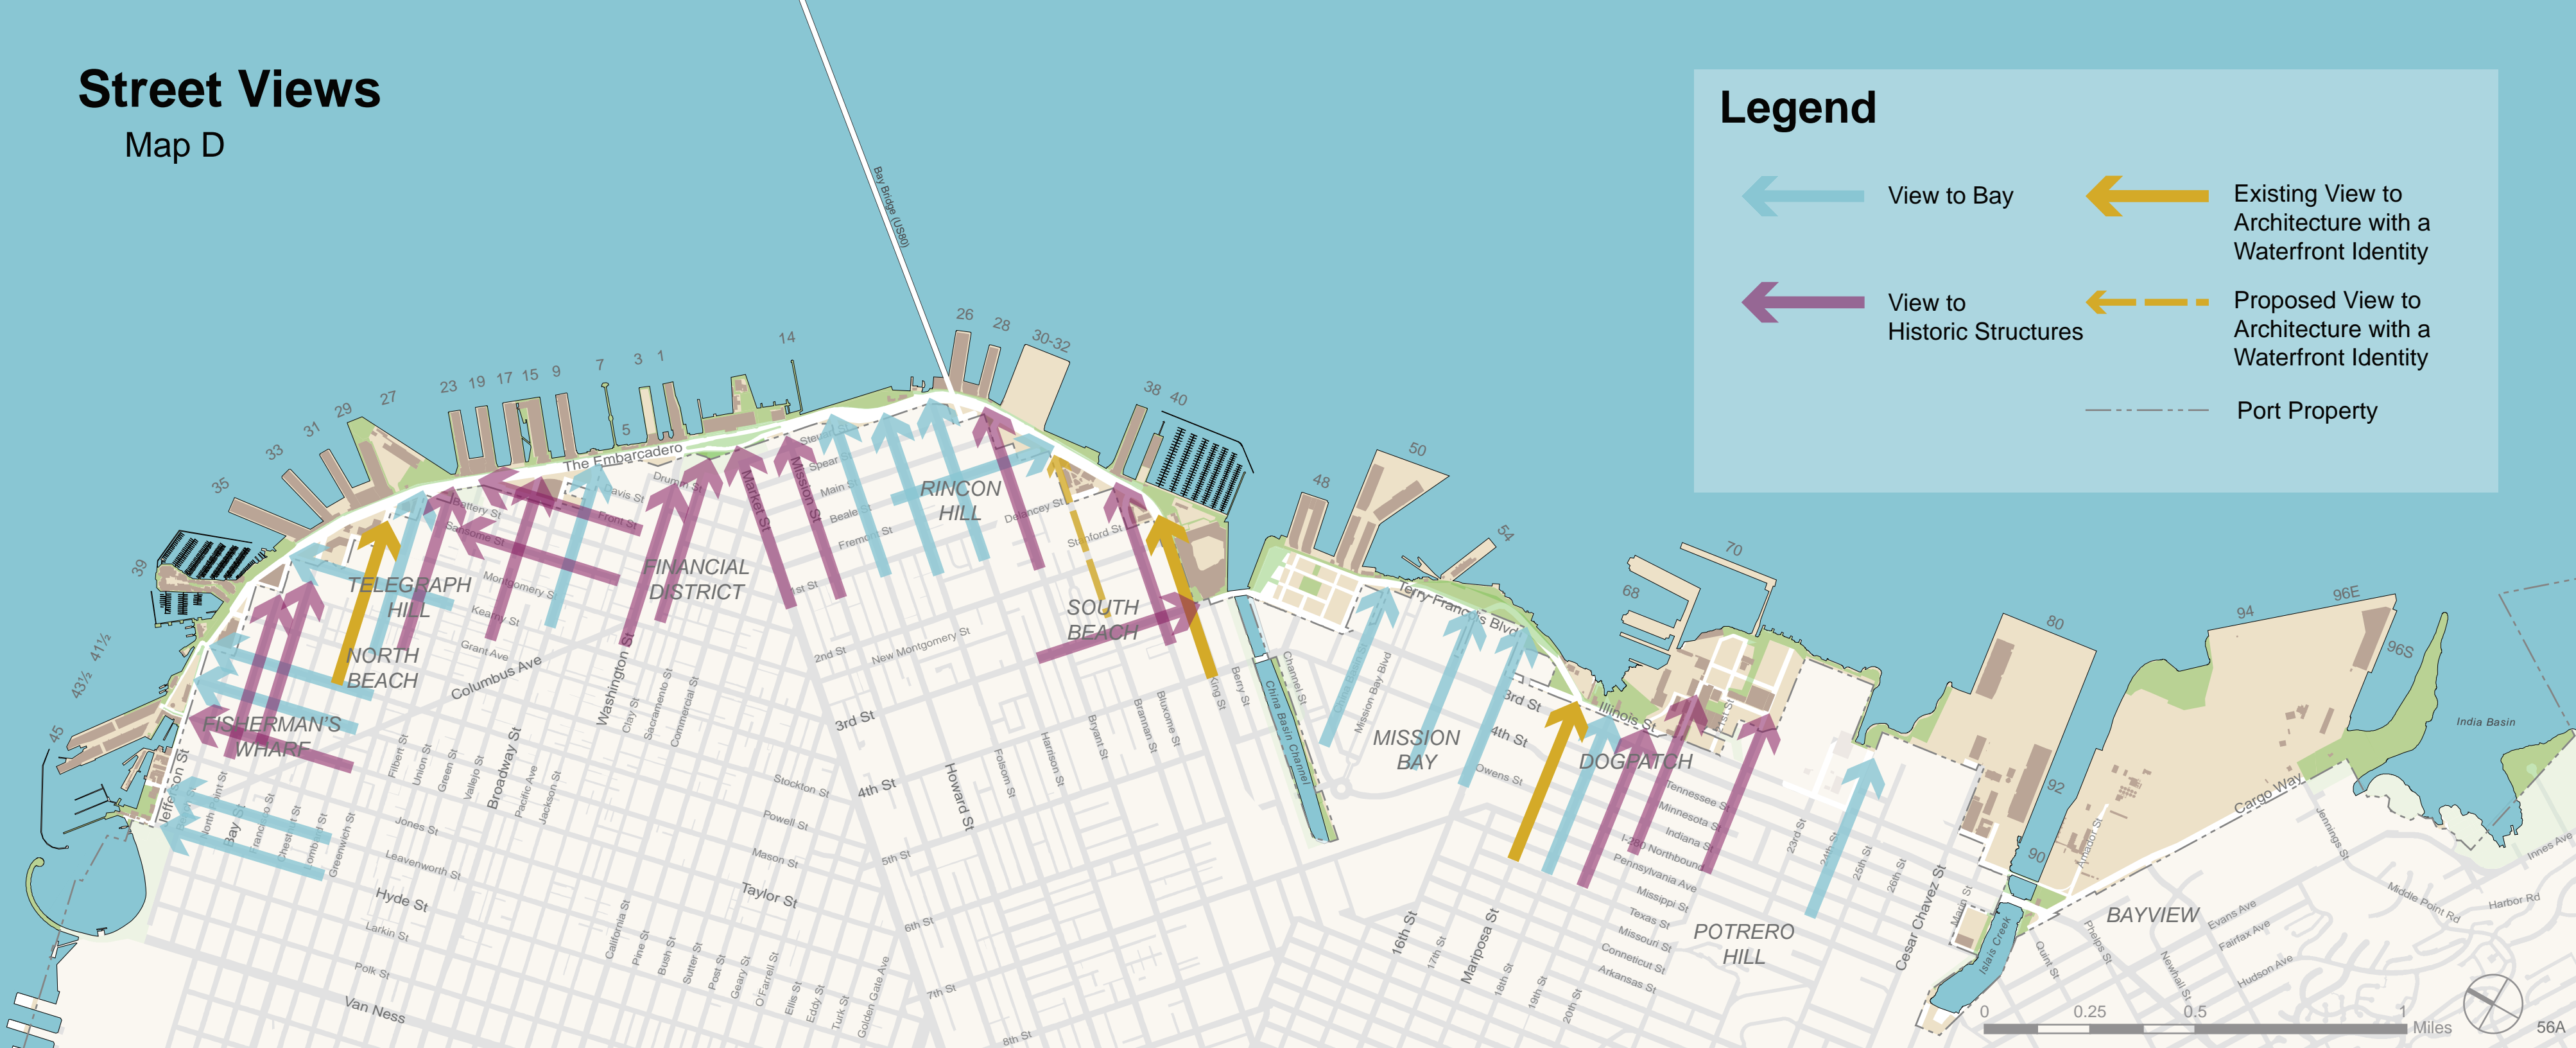 Street Views
Map D
Legend
View to Bay
View to
Historic Structures
Existing View to
Architecture with a
Waterfront Identity
Proposed View to
Architecture with a
Waterfront Identity
Port Property
Bay Bridge (US80)
45
43½
41½
39
35
33
31
29
27
23
19
17
15
9
7
5
3
1
14
26
28
30-32
38
40
48
50
54
68
70
80
90
92
94
96E
96S
The Embarcadero
Terry Francois Blvd
Illinois St
Cargo Way
India Basin
Islais Creek
China Basin Channel
FISHERMAN'S
WHARF
NORTH
BEACH
TELEGRAPH
HILL
FINANCIAL
DISTRICT
RINCON
HILL
SOUTH
BEACH
MISSION
BAY
DOGPATCH
POTRERO
HILL
BAYVIEW
Jefferson St
North Point St
Bay St
Francisco St
Chestnut St
Lombard St
Greenwich St
Filbert St
Union St
Green St
Vallejo St
Broadway St
Pacific Ave
Jackson St
Washington St
Clay St
Sacramento St
Commercial St
California St
Pine St
Bush St
Sutter St
Post St
Geary St
O'Farrell St
Ellis St
Eddy St
Turk St
Golden Gate Ave
Battery St
Sansome St
Montgomery St
Kearny St
Grant Ave
Columbus Ave
Stockton St
Powell St
Mason St
Taylor St
Jones St
Leavenworth St
Hyde St
Larkin St
Polk St
Van Ness
Front St
Davis St
Drumm St
Market St
Mission St
Steuart St
Spear St
Main St
Beale St
Fremont St
1st St
2nd St
New Montgomery St
3rd St
4th St
5th St
6th St
7th St
8th St
Howard St
Folsom St
Harrison St
Bryant St
Brannan St
Bluxome St
King St
Berry St
Channel St
Delancey St
Stanford St
China Basin St
Mission Bay Blvd
3rd St
4th St
Owens St
16th St
17th St
Mariposa St
18th St
19th St
20th St
21st St
23rd St
24th St
25th St
26th St
Cesar Chavez St
Marin St
Tennessee St
Minnesota St
Indiana St
I-280 Northbound
Pennsylvania Ave
Mississippi St
Texas St
Missouri St
Conneticut St
Arkansas St
Amador St
Quint St
Phelps St
Newhall St
Evans Ave
Fairfax Ave
Hudson Ave
Jennings St
Middle Point Rd
Harbor Rd
Innes Ave
0
0.25
0.5
1
Miles
56A